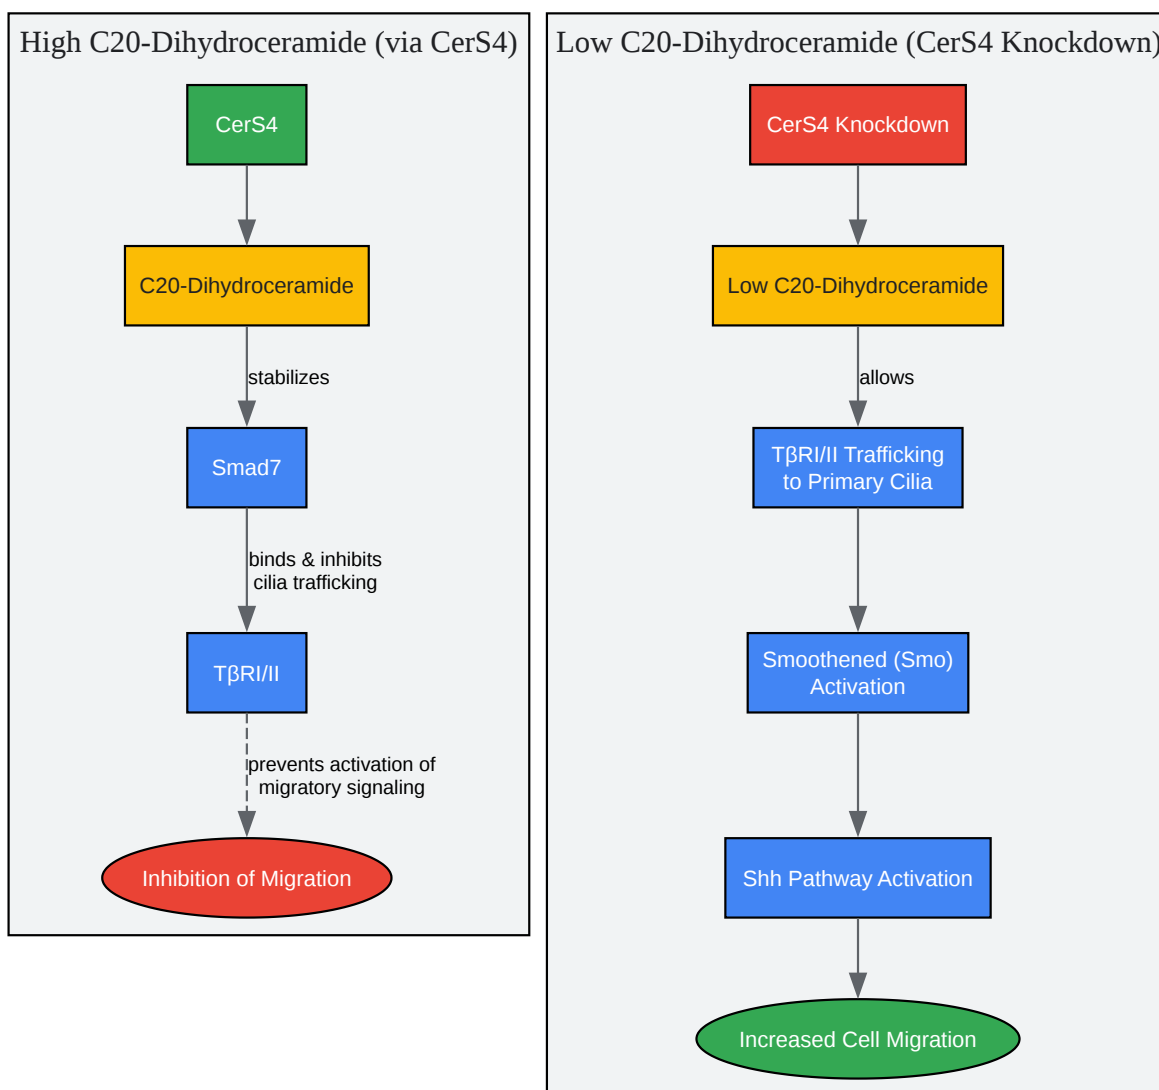 High C20-Dihydroceramide (via CerS4)
CerS4
C20-Dihydroceramide
stabilizes
Smad7
binds & inhibits
cilia trafficking
TβRI/II
prevents activation of
migratory signaling
Inhibition of Migration
Low C20-Dihydroceramide (CerS4 Knockdown)
CerS4 Knockdown
Low C20-Dihydroceramide
allows
TβRI/II Trafficking
to Primary Cilia
Smoothened (Smo)
Activation
Shh Pathway Activation
Increased Cell Migration